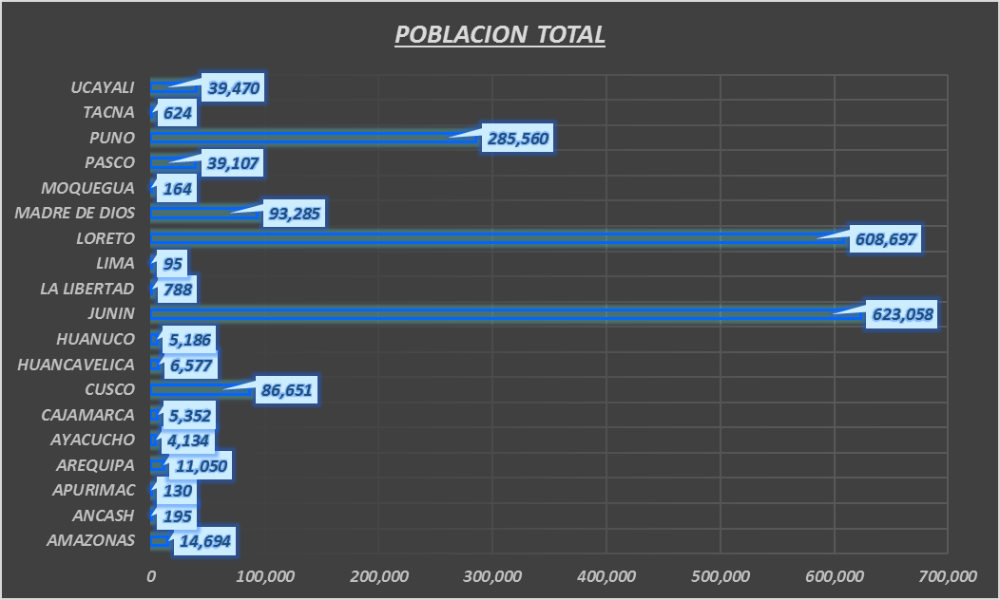 POBLACION TOTAL
UCAYALI 39,470
TACNA 624
PUNO 285,560
PASCO 39,107
MOQUEGUA 164
MADRE DE DIOS 93,285
LORETO 608,697
LIMA 95
LA LIBERTAD 788
JUNIN 623,058
HUANUCO 5,186
HUANCAVELICA 6,577
CUSCO 86,651
CAJAMARCA 5,352
AYACUCHO 4,134
AREQUIPA 11,050
APURIMAC 130
ANCASH 195
AMAZONAS 14,694
0 100,000 200,000 300,000 400,000 500,000 600,000 700,000